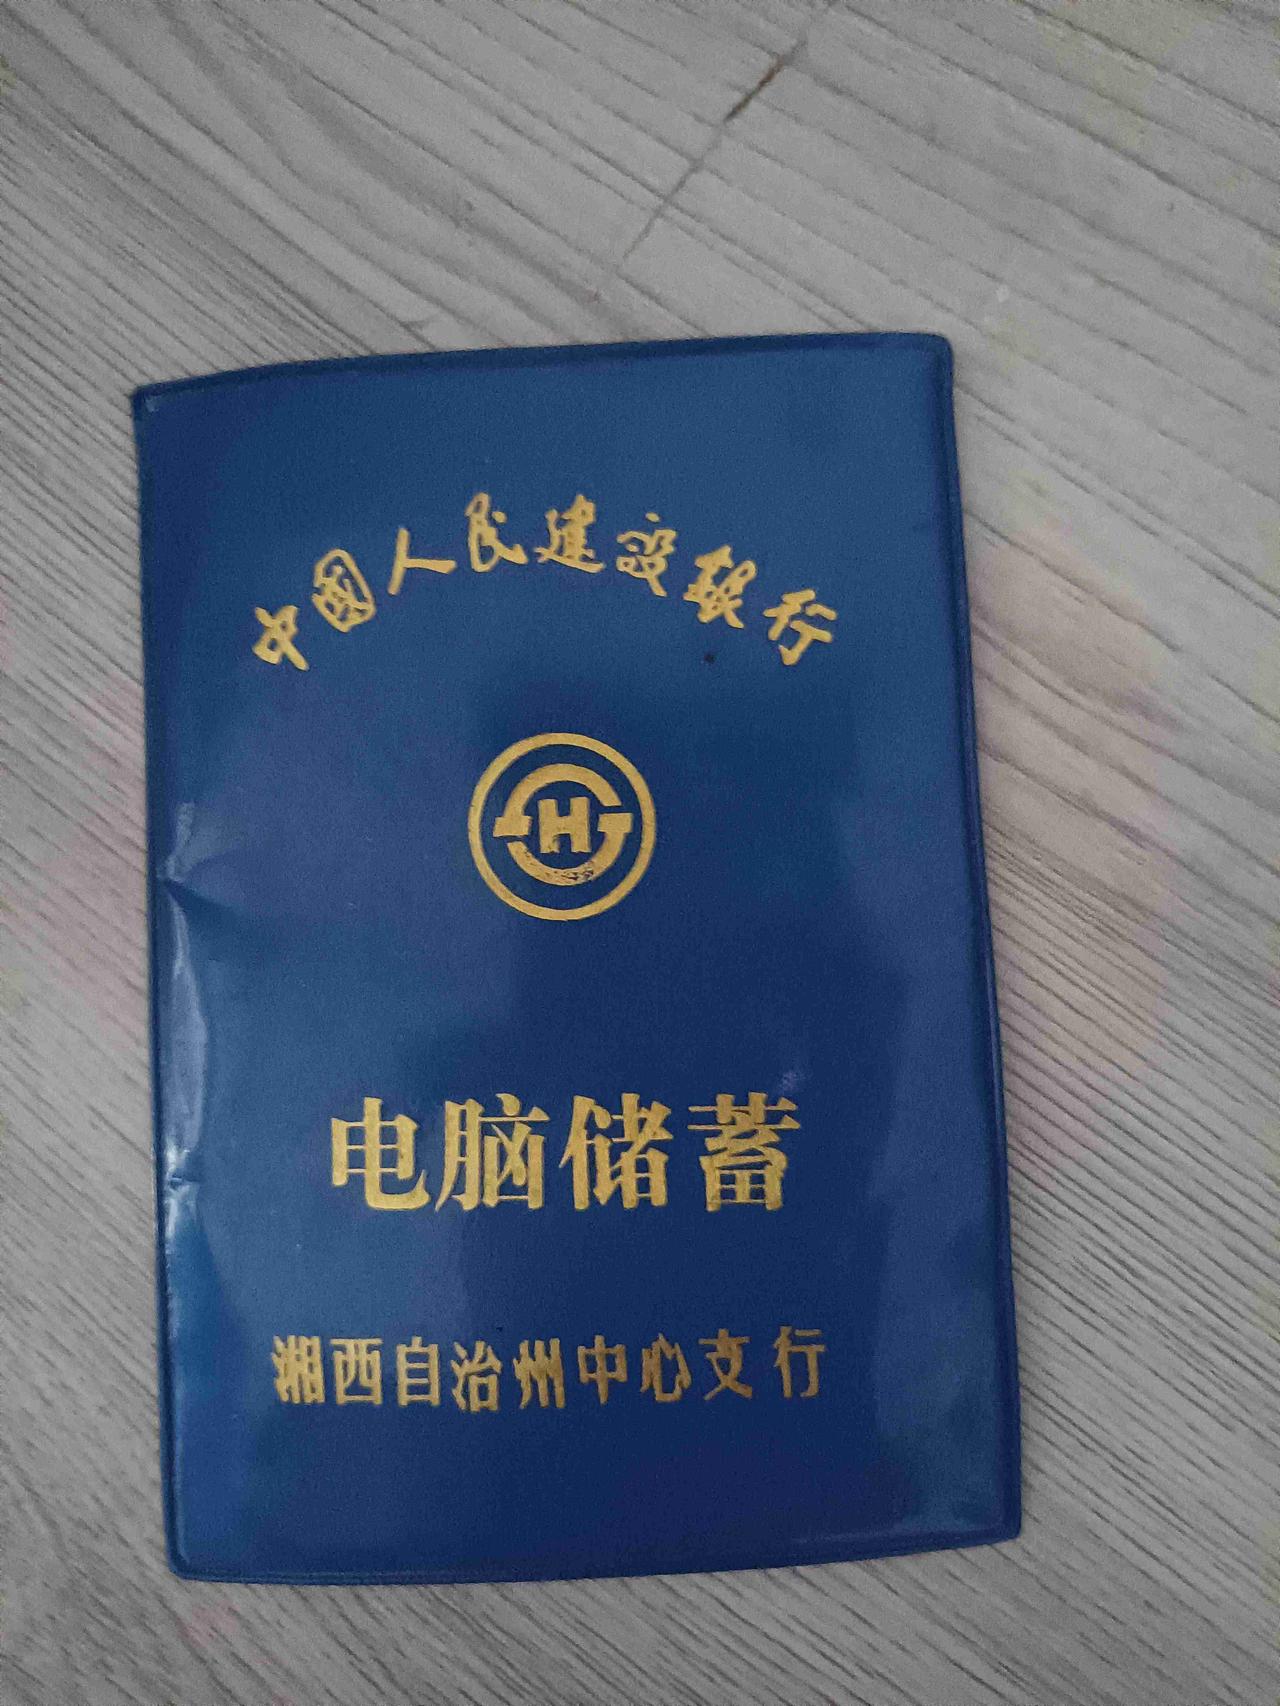 中国人民建设银行
H
电脑储蓄
湘西自治州中心支行